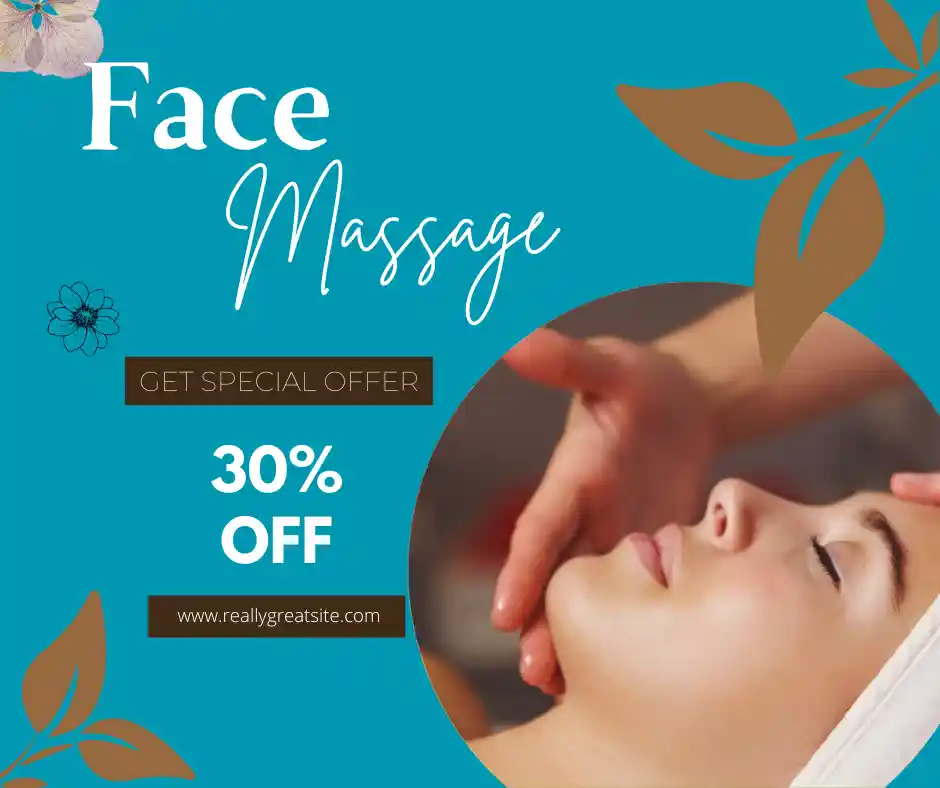 Face
Massage
GET SPECIAL OFFER
30%
OFF
www.reallygreatsite.com